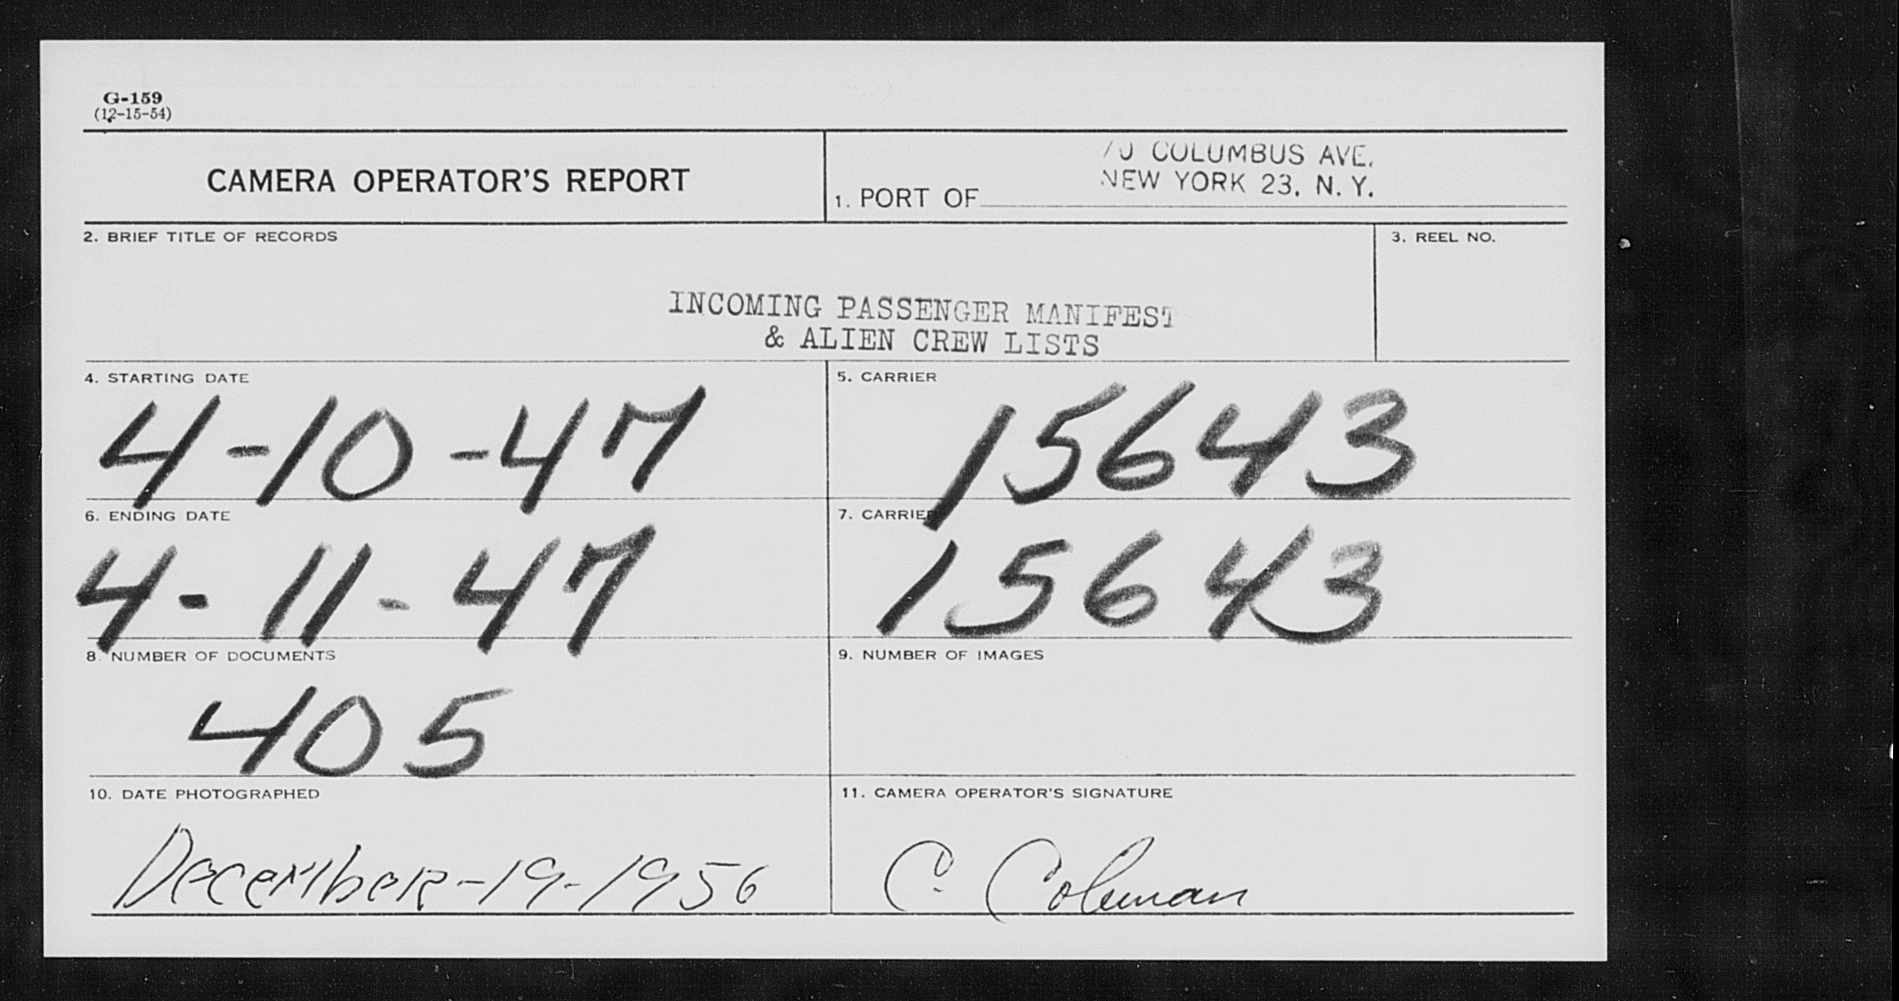 G-159
(12-15-54)
CAMERA OPERATOR'S REPORT
70 COLUMBUS AVE.
1. PORT OF NEW YORK 23, N. Y.
2. BRIEF TITLE OF RECORDS
3. REEL NO.
INCOMING PASSENGER MANIFEST
& ALIEN CREW LISTS
4. STARTING DATE
4-10-47
5. CARRIER
15643
6. ENDING DATE
4-11-47
7. CARRIER
15643
8. NUMBER OF DOCUMENTS
405
9. NUMBER OF IMAGES
10. DATE PHOTOGRAPHED
December-19-1956
11. CAMERA OPERATOR'S SIGNATURE
C. Coleman